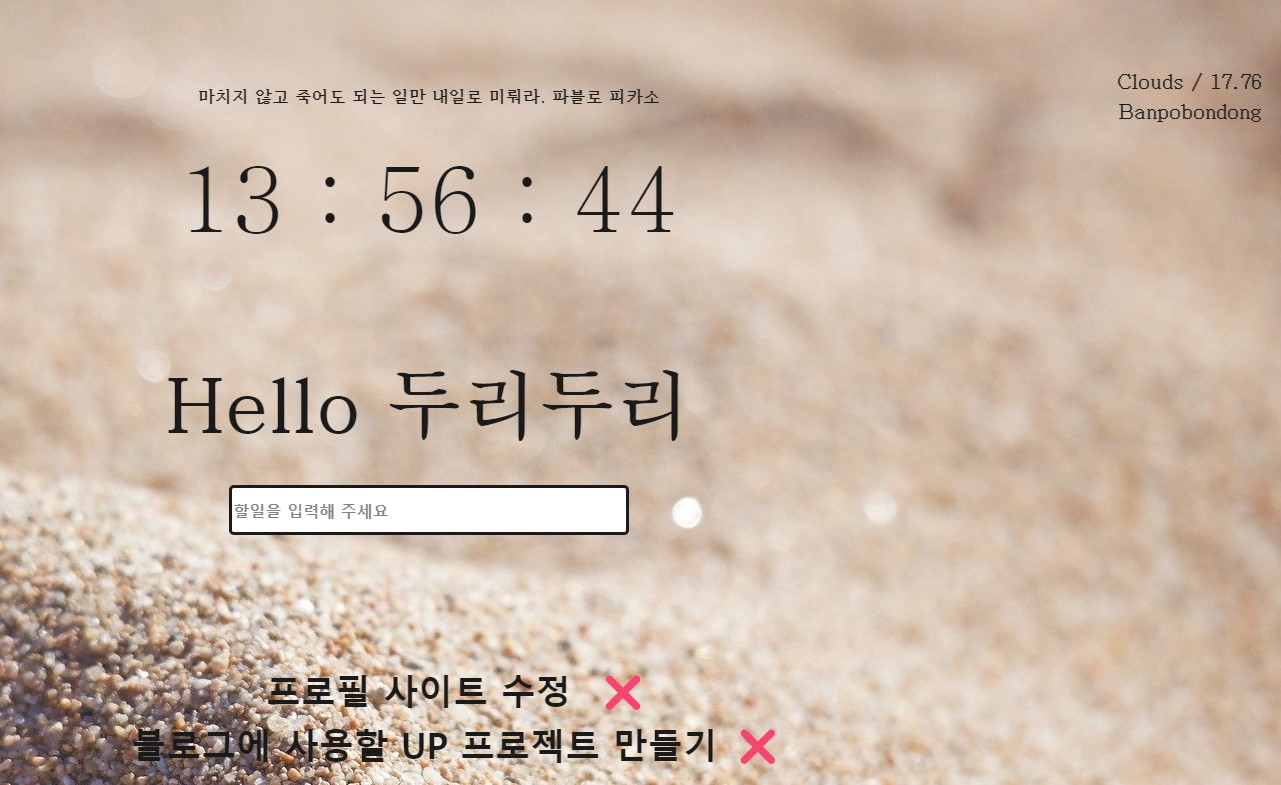 마치지 않고 죽어도 되는 일만 내일로 미뤄라. 파블로 피카소
Clouds / 17.76
Banpobondong
13 : 56 : 44
Hello 두리두리
할일을 입력해 주세요
프로필 사이트 수정 ❌
블로그에 사용할 UP 프로젝트 만들기 ❌